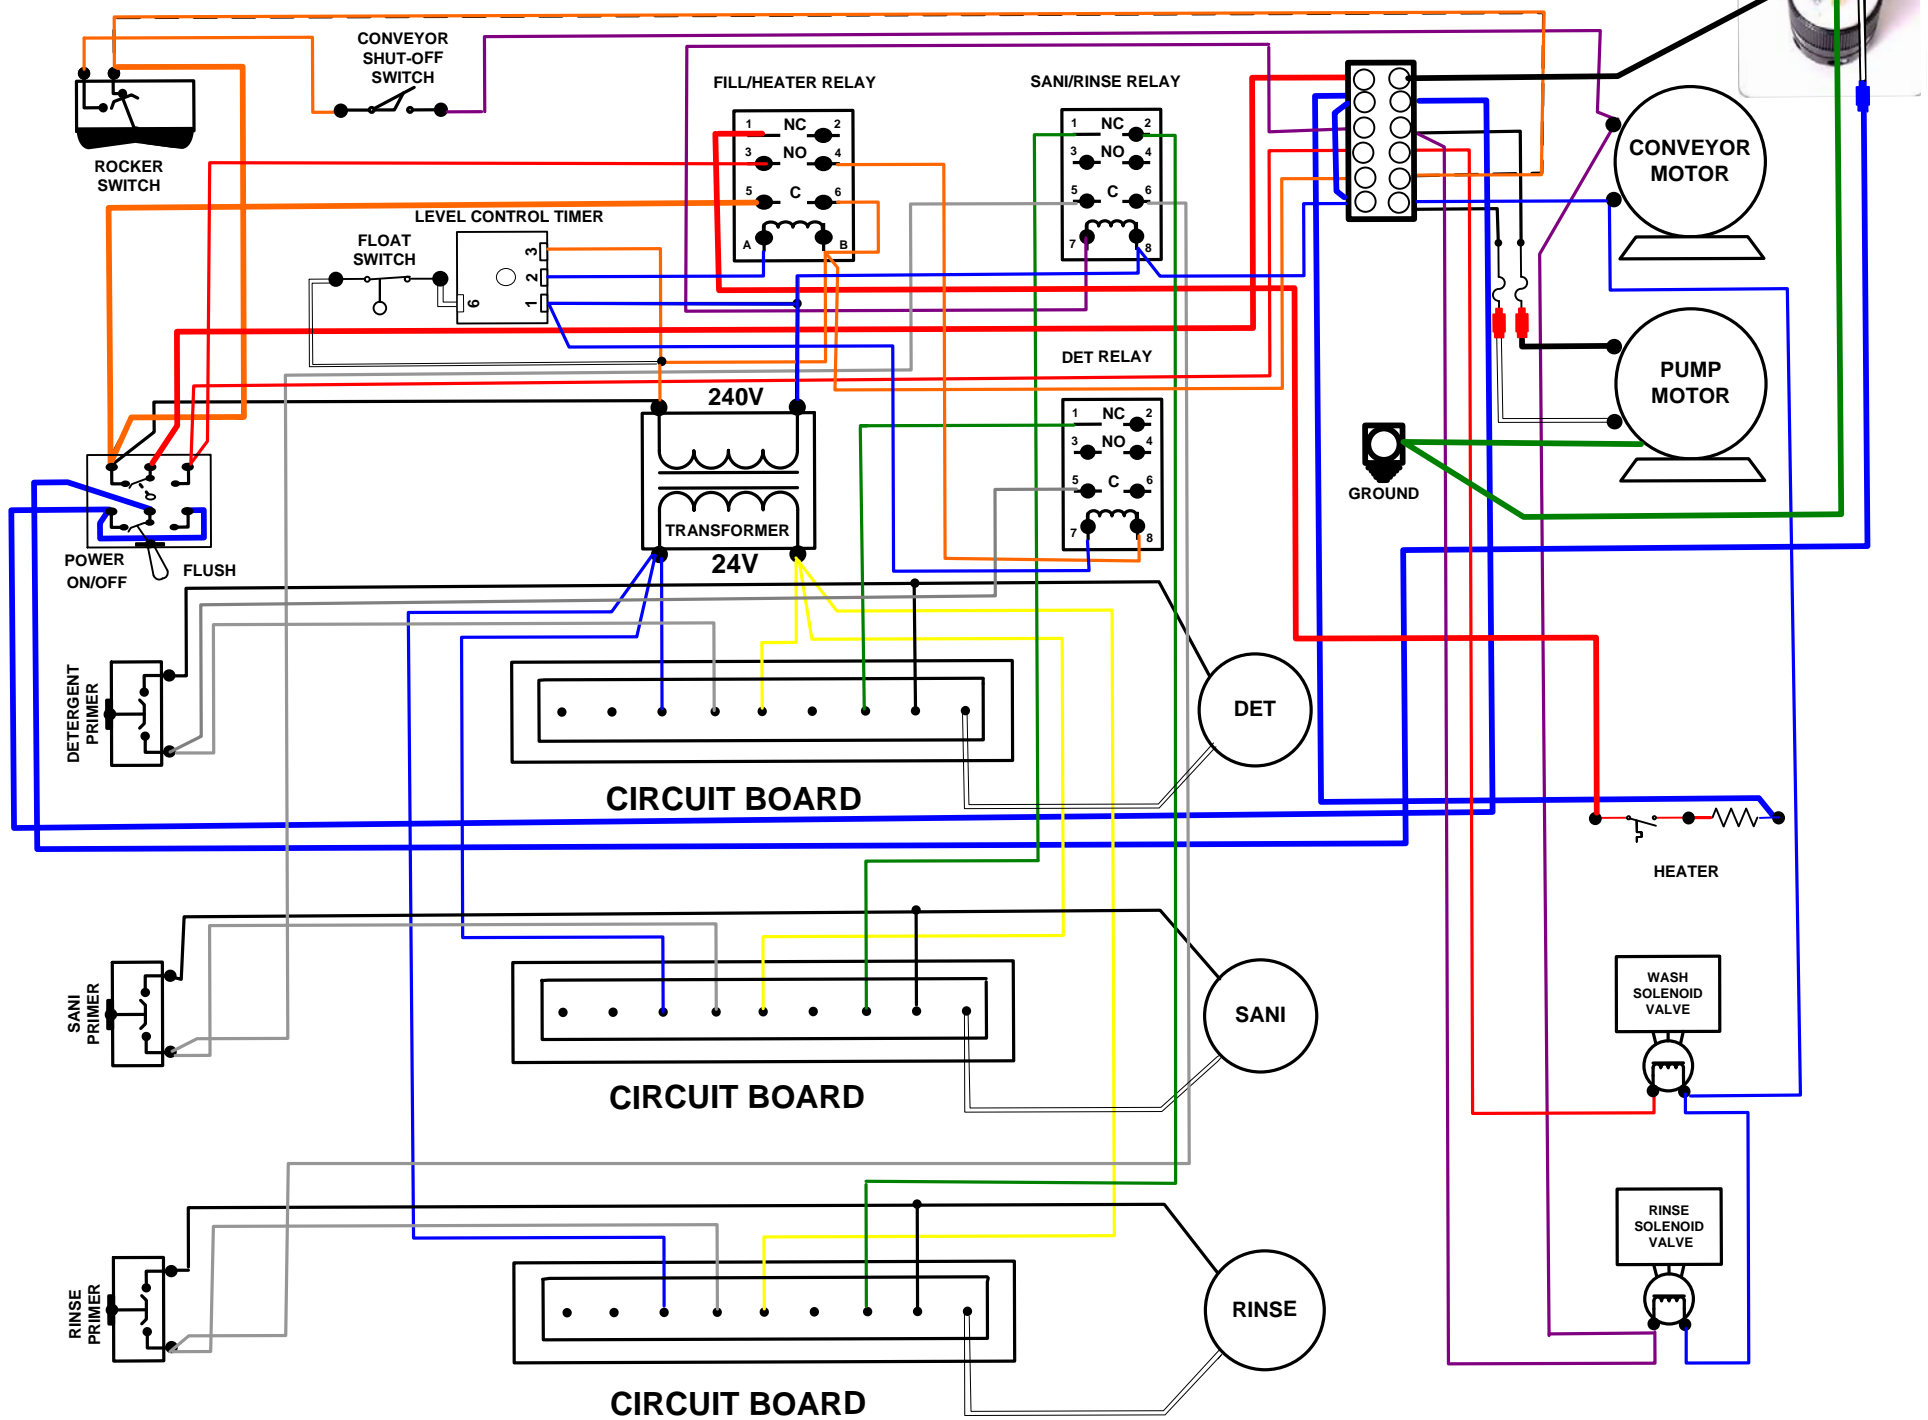 CONVEYOR
SHUT-OFF
SWITCH
FILL/HEATER RELAY
SANI/RINSE RELAY
ROCKER
SWITCH
1 NC 2
3 NO 4
5 C 6
A B
1 NC 2
3 NO 4
5 C 6
7 8
CONVEYOR
MOTOR
LEVEL CONTROL TIMER
FLOAT
SWITCH
3
2
1
6
DET RELAY
1 NC 2
3 NO 4
5 C 6
7 8
PUMP
MOTOR
GROUND
240V
TRANSFORMER
24V
POWER
ON/OFF
FLUSH
DETERGENT
PRIMER
DET
CIRCUIT BOARD
HEATER
SANI
PRIMER
SANI
CIRCUIT BOARD
WASH
SOLENOID
VALVE
RINSE
SOLENOID
VALVE
RINSE
PRIMER
RINSE
CIRCUIT BOARD